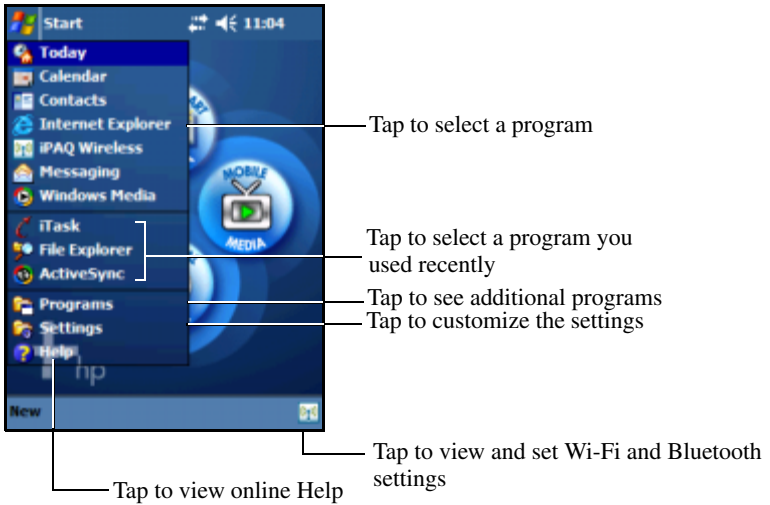 Start 11:04
Today
Calendar
Contacts
Internet Explorer
iPAQ Wireless
Messaging
Windows Media
iTask
File Explorer
ActiveSync
Programs
Settings
Help
MOBILE
MEDIA
hp
New
Tap to select a program
Tap to select a program you
used recently
Tap to see additional programs
Tap to customize the settings
Tap to view and set Wi-Fi and Bluetooth
settings
Tap to view online Help